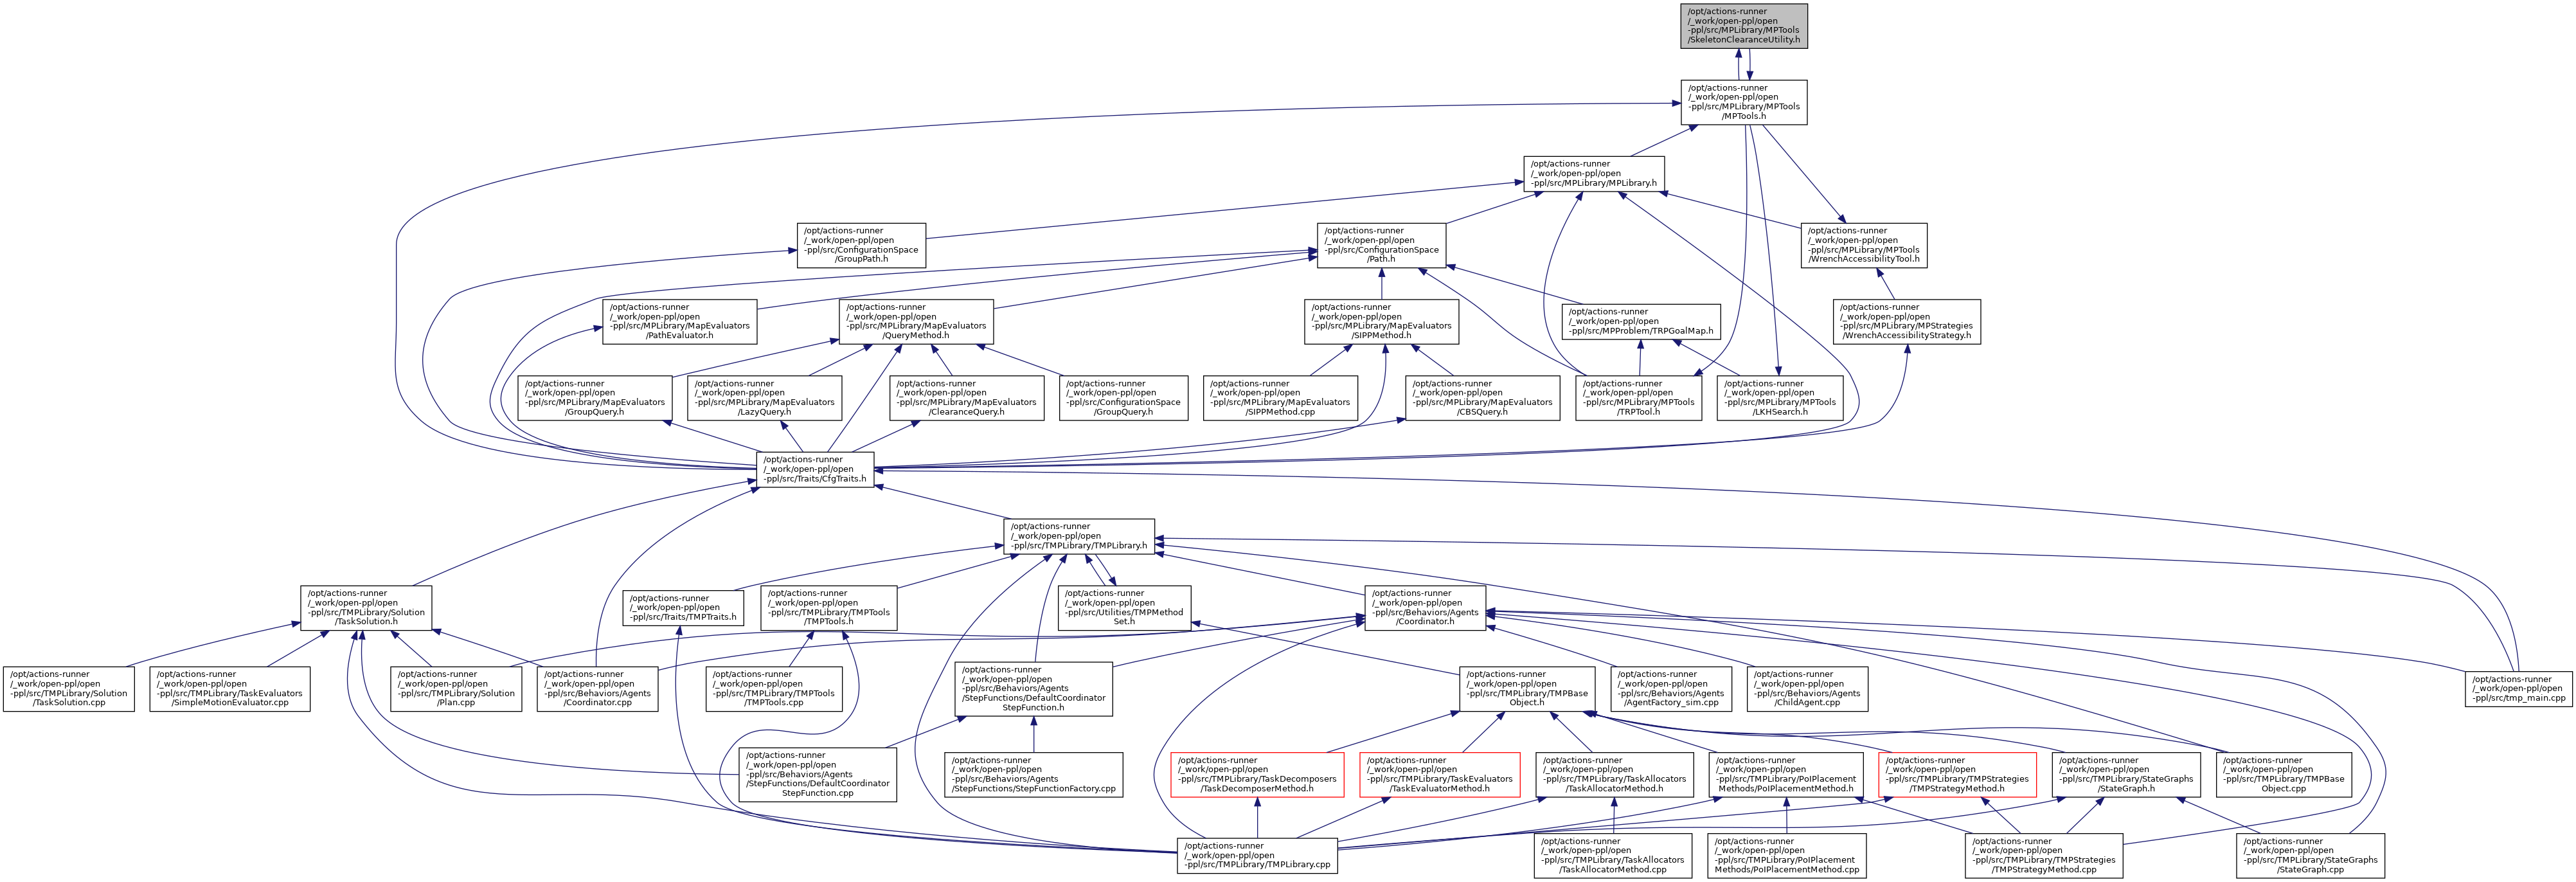 /opt/actions-runner
/_work/open-ppl/open
-ppl/src/MPLibrary/MPTools
/SkeletonClearanceUtility.h
/opt/actions-runner
/_work/open-ppl/open
-ppl/src/MPLibrary/MPTools
/MPTools.h
/opt/actions-runner
/_work/open-ppl/open
-ppl/src/MPLibrary/MPLibrary.h
/opt/actions-runner
/_work/open-ppl/open
-ppl/src/ConfigurationSpace
/GroupPath.h
/opt/actions-runner
/_work/open-ppl/open
-ppl/src/ConfigurationSpace
/Path.h
/opt/actions-runner
/_work/open-ppl/open
-ppl/src/MPLibrary/MPTools
/WrenchAccessibilityTool.h
/opt/actions-runner
/_work/open-ppl/open
-ppl/src/MPLibrary/MapEvaluators
/PathEvaluator.h
/opt/actions-runner
/_work/open-ppl/open
-ppl/src/MPLibrary/MapEvaluators
/QueryMethod.h
/opt/actions-runner
/_work/open-ppl/open
-ppl/src/MPLibrary/MapEvaluators
/SIPPMethod.h
/opt/actions-runner
/_work/open-ppl/open
-ppl/src/MPProblem/TRPGoalMap.h
/opt/actions-runner
/_work/open-ppl/open
-ppl/src/MPLibrary/MPStrategies
/WrenchAccessibilityStrategy.h
/opt/actions-runner
/_work/open-ppl/open
-ppl/src/MPLibrary/MapEvaluators
/GroupQuery.h
/opt/actions-runner
/_work/open-ppl/open
-ppl/src/MPLibrary/MapEvaluators
/LazyQuery.h
/opt/actions-runner
/_work/open-ppl/open
-ppl/src/MPLibrary/MapEvaluators
/ClearanceQuery.h
/opt/actions-runner
/_work/open-ppl/open
-ppl/src/ConfigurationSpace
/GroupQuery.h
/opt/actions-runner
/_work/open-ppl/open
-ppl/src/MPLibrary/MapEvaluators
/SIPPMethod.cpp
/opt/actions-runner
/_work/open-ppl/open
-ppl/src/MPLibrary/MapEvaluators
/CBSQuery.h
/opt/actions-runner
/_work/open-ppl/open
-ppl/src/MPLibrary/MPTools
/TRPTool.h
/opt/actions-runner
/_work/open-ppl/open
-ppl/src/MPLibrary/MPTools
/LKHSearch.h
/opt/actions-runner
/_work/open-ppl/open
-ppl/src/Traits/CfgTraits.h
/opt/actions-runner
/_work/open-ppl/open
-ppl/src/TMPLibrary/TMPLibrary.h
/opt/actions-runner
/_work/open-ppl/open
-ppl/src/TMPLibrary/Solution
/TaskSolution.h
/opt/actions-runner
/_work/open-ppl/open
-ppl/src/Traits/TMPTraits.h
/opt/actions-runner
/_work/open-ppl/open
-ppl/src/TMPLibrary/TMPTools
/TMPTools.h
/opt/actions-runner
/_work/open-ppl/open
-ppl/src/Utilities/TMPMethod
Set.h
/opt/actions-runner
/_work/open-ppl/open
-ppl/src/Behaviors/Agents
/Coordinator.h
/opt/actions-runner
/_work/open-ppl/open
-ppl/src/TMPLibrary/Solution
/TaskSolution.cpp
/opt/actions-runner
/_work/open-ppl/open
-ppl/src/TMPLibrary/TaskEvaluators
/SimpleMotionEvaluator.cpp
/opt/actions-runner
/_work/open-ppl/open
-ppl/src/TMPLibrary/Solution
/Plan.cpp
/opt/actions-runner
/_work/open-ppl/open
-ppl/src/Behaviors/Agents
/Coordinator.cpp
/opt/actions-runner
/_work/open-ppl/open
-ppl/src/TMPLibrary/TMPTools
/TMPTools.cpp
/opt/actions-runner
/_work/open-ppl/open
-ppl/src/Behaviors/Agents
/StepFunctions/DefaultCoordinator
StepFunction.h
/opt/actions-runner
/_work/open-ppl/open
-ppl/src/TMPLibrary/TMPBase
Object.h
/opt/actions-runner
/_work/open-ppl/open
-ppl/src/Behaviors/Agents
/AgentFactory_sim.cpp
/opt/actions-runner
/_work/open-ppl/open
-ppl/src/Behaviors/Agents
/ChildAgent.cpp
/opt/actions-runner
/_work/open-ppl/open
-ppl/src/tmp_main.cpp
/opt/actions-runner
/_work/open-ppl/open
-ppl/src/Behaviors/Agents
/StepFunctions/DefaultCoordinator
StepFunction.cpp
/opt/actions-runner
/_work/open-ppl/open
-ppl/src/Behaviors/Agents
/StepFunctions/StepFunctionFactory.cpp
/opt/actions-runner
/_work/open-ppl/open
-ppl/src/TMPLibrary/TaskDecomposers
/TaskDecomposerMethod.h
/opt/actions-runner
/_work/open-ppl/open
-ppl/src/TMPLibrary/TaskEvaluators
/TaskEvaluatorMethod.h
/opt/actions-runner
/_work/open-ppl/open
-ppl/src/TMPLibrary/TaskAllocators
/TaskAllocatorMethod.h
/opt/actions-runner
/_work/open-ppl/open
-ppl/src/TMPLibrary/PoIPlacement
Methods/PoIPlacementMethod.h
/opt/actions-runner
/_work/open-ppl/open
-ppl/src/TMPLibrary/TMPStrategies
/TMPStrategyMethod.h
/opt/actions-runner
/_work/open-ppl/open
-ppl/src/TMPLibrary/StateGraphs
/StateGraph.h
/opt/actions-runner
/_work/open-ppl/open
-ppl/src/TMPLibrary/TMPBase
Object.cpp
/opt/actions-runner
/_work/open-ppl/open
-ppl/src/TMPLibrary/TMPLibrary.cpp
/opt/actions-runner
/_work/open-ppl/open
-ppl/src/TMPLibrary/TaskAllocators
/TaskAllocatorMethod.cpp
/opt/actions-runner
/_work/open-ppl/open
-ppl/src/TMPLibrary/PoIPlacement
Methods/PoIPlacementMethod.cpp
/opt/actions-runner
/_work/open-ppl/open
-ppl/src/TMPLibrary/TMPStrategies
/TMPStrategyMethod.cpp
/opt/actions-runner
/_work/open-ppl/open
-ppl/src/TMPLibrary/StateGraphs
/StateGraph.cpp